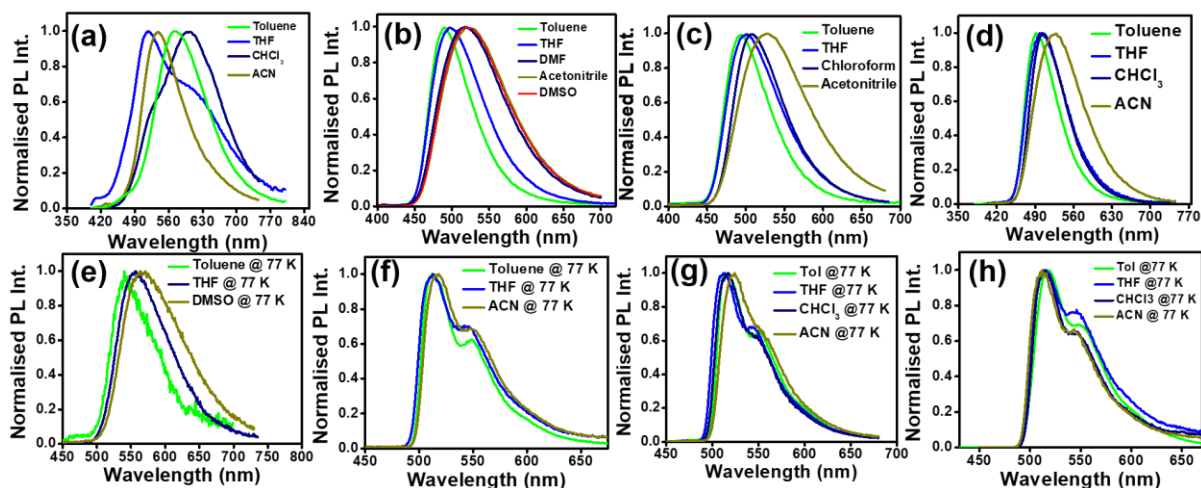 (a)
Toluene
THF
CHCl₃
ACN
Normalised PL Int.
1.0
0.8
0.6
0.4
0.2
0.0
350 420 490 560 630 700 770 840
Wavelength (nm)
(b)
Toluene
THF
DMF
Acetonitrile
DMSO
Normalised PL Int.
1.0
0.8
0.6
0.4
0.2
0.0
400 450 500 550 600 650 700
Wavelength (nm)
(c)
Toluene
THF
Chloroform
Acetonitrile
Normalised PL Int.
1.0
0.8
0.6
0.4
0.2
0.0
400 450 500 550 600 650 700
Wavelength (nm)
(d)
Toluene
THF
CHCl₃
ACN
Normalised PL Int.
1.0
0.8
0.6
0.4
0.2
0.0
350 420 490 560 630 700 770
Wavelength (nm)
(e)
Toluene @ 77 K
THF @ 77 K
DMSO @ 77 K
Normalised PL Int.
1.0
0.8
0.6
0.4
0.2
0.0
450 500 550 600 650 700 750 800
Wavelength (nm)
(f)
Toluene @ 77 K
THF @ 77 K
ACN @ 77 K
Normalised PL Int.
1.0
0.8
0.6
0.4
0.2
0.0
450 500 550 600 650
Wavelength (nm)
(g)
Tol @77 K
THF @77 K
CHCl₃ @77 K
ACN @77 K
Normalised PL Int.
1.0
0.8
0.6
0.4
0.2
0.0
450 500 550 600 650 700
Wavelength (nm)
(h)
Tol @77 K
THF @77 K
CHCl3 @77 K
ACN @ 77 K
Normalised PL Int.
1.0
0.8
0.6
0.4
0.2
0.0
450 500 550 600 650
Wavelength (nm)